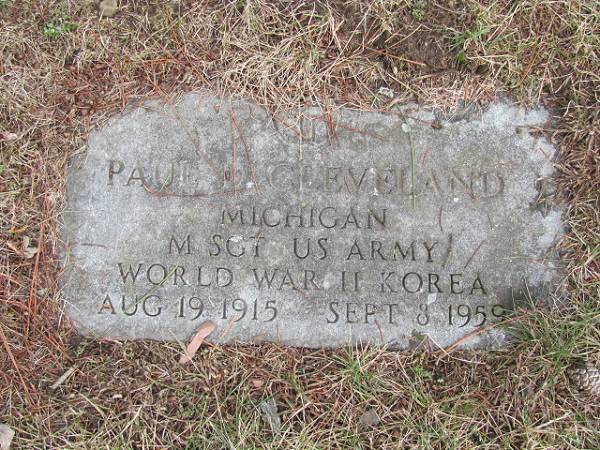 PAUL D CLEVELAND
MICHIGAN
M SGT US ARMY
WORLD WAR II KOREA
AUG 19 1915 SEPT 8 1959